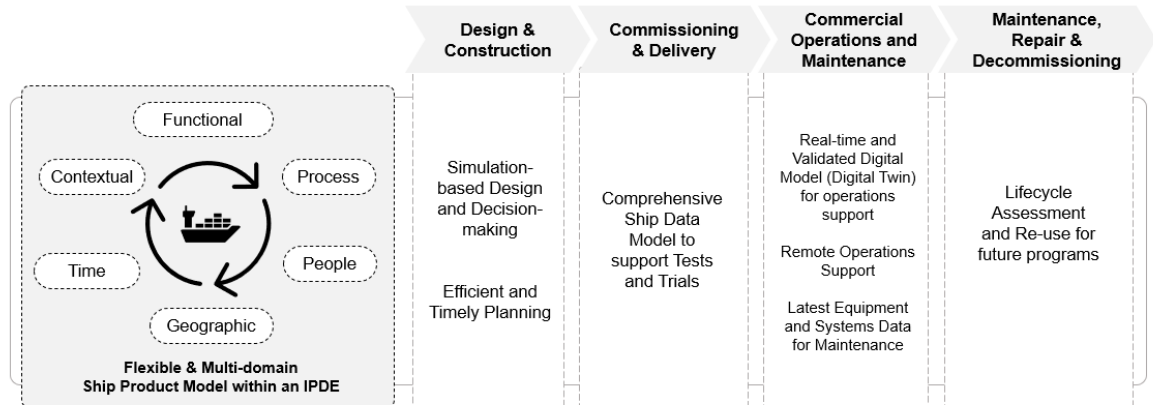 Design &
Construction
Commissioning
& Delivery
Commercial
Operations and
Maintenance
Maintenance,
Repair &
Decommissioning
Functional
Contextual
Process
Time
People
Geographic
Flexible & Multi-domain
Ship Product Model within an IPDE
Simulation-
based Design
and Decision-
making
Efficient and
Timely Planning
Comprehensive
Ship Data
Model to
support Tests
and Trials
Real-time and
Validated Digital
Model (Digital Twin)
for operations
support
Remote Operations
Support
Latest Equipment
and Systems Data
for Maintenance
Lifecycle
Assessment
and Re-use for
future programs